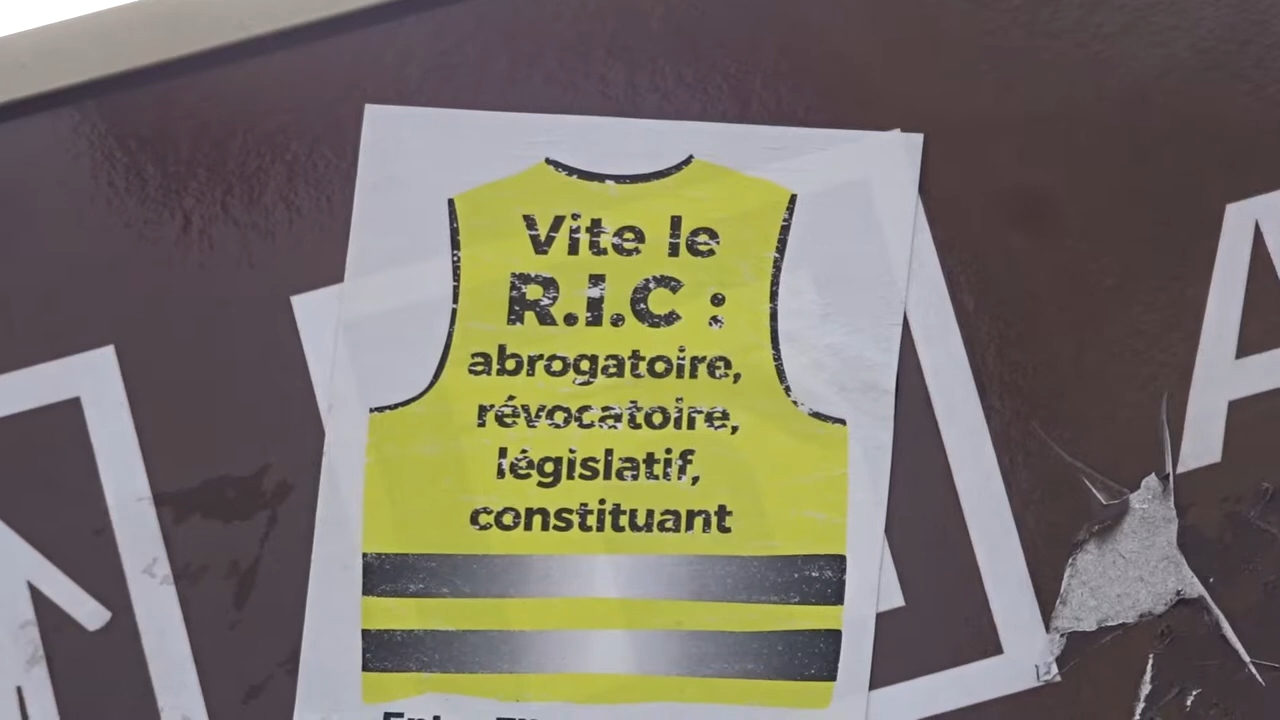 Vite le
R.I.C :
abrogatoire,
révocatoire,
législatif,
constituant